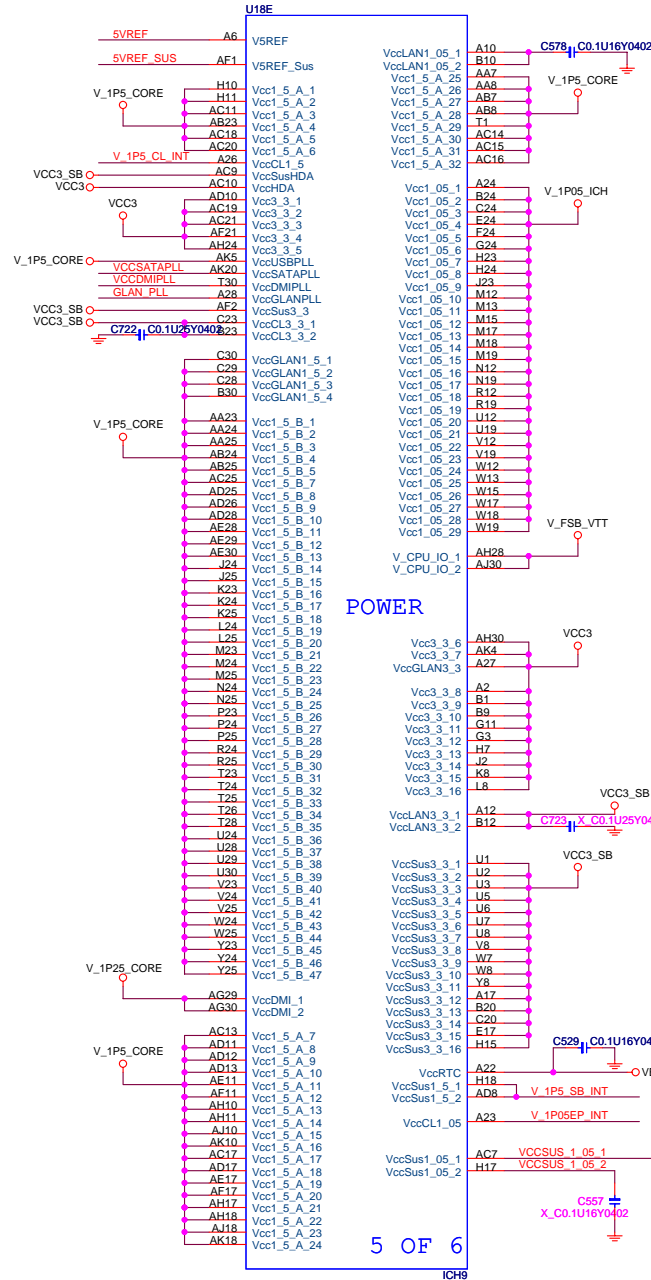 U18E
5VREF A6 V5REF
5VREF_SUS AF1 V5REF_Sus
V_1P5_CORE
H10 Vcc1_5_A_1
H11 Vcc1_5_A_2
AC11 Vcc1_5_A_3
AB23 Vcc1_5_A_4
AC18 Vcc1_5_A_5
AC20 Vcc1_5_A_6
V_1P5_CL_INT A26 VccCL1_5
VCC3_SB AC9 VccSusHDA
VCC3 AC10 VccHDA
VCC3
AD10 Vcc3_3_1
AC19 Vcc3_3_2
AC21 Vcc3_3_3
AF21 Vcc3_3_4
AH24 Vcc3_3_5
V_1P5_CORE AK5 VccUSBPLL
VCCSATAPLL AK20 VccSATAPLL
VCCDMIPLL T30 VccDMIPLL
GLAN_PLL A28 VccGLANPLL
VCC3_SB AF2 VccSus3_3
VCC3_SB C23 VccCL3_3_1
C722 C0.1U25Y0402 B23 VccCL3_3_2
C30 VccGLAN1_5_1
C29 VccGLAN1_5_2
C28 VccGLAN1_5_3
B30 VccGLAN1_5_4
V_1P5_CORE
AA23 Vcc1_5_B_1
AA24 Vcc1_5_B_2
AA25 Vcc1_5_B_3
AB24 Vcc1_5_B_4
AB25 Vcc1_5_B_5
AC25 Vcc1_5_B_7
AD25 Vcc1_5_B_8
AD26 Vcc1_5_B_9
AD28 Vcc1_5_B_10
AE28 Vcc1_5_B_11
AE29 Vcc1_5_B_12
AE30 Vcc1_5_B_13
J24 Vcc1_5_B_14
J25 Vcc1_5_B_15
K23 Vcc1_5_B_16
K24 Vcc1_5_B_17
K25 Vcc1_5_B_18
L24 Vcc1_5_B_19
L25 Vcc1_5_B_20
M23 Vcc1_5_B_21
M24 Vcc1_5_B_22
M25 Vcc1_5_B_23
N24 Vcc1_5_B_24
N25 Vcc1_5_B_25
P23 Vcc1_5_B_26
P24 Vcc1_5_B_27
P25 Vcc1_5_B_28
R24 Vcc1_5_B_29
R25 Vcc1_5_B_30
T23 Vcc1_5_B_31
T24 Vcc1_5_B_32
T25 Vcc1_5_B_33
T26 Vcc1_5_B_34
T28 Vcc1_5_B_35
U24 Vcc1_5_B_36
U28 Vcc1_5_B_37
U29 Vcc1_5_B_38
U30 Vcc1_5_B_39
V23 Vcc1_5_B_40
V24 Vcc1_5_B_41
V25 Vcc1_5_B_42
W24 Vcc1_5_B_43
W25 Vcc1_5_B_44
Y23 Vcc1_5_B_45
Y24 Vcc1_5_B_46
Y25 Vcc1_5_B_47
V_1P25_CORE
AG29 VccDMI_1
AG30 VccDMI_2
V_1P5_CORE
AC13 Vcc1_5_A_7
AD11 Vcc1_5_A_8
AD12 Vcc1_5_A_9
AD13 Vcc1_5_A_10
AE11 Vcc1_5_A_11
AF11 Vcc1_5_A_12
AH10 Vcc1_5_A_13
AH11 Vcc1_5_A_14
AJ10 Vcc1_5_A_15
AK10 Vcc1_5_A_16
AC17 Vcc1_5_A_17
AD17 Vcc1_5_A_18
AE17 Vcc1_5_A_19
AF17 Vcc1_5_A_20
AH17 Vcc1_5_A_21
AH18 Vcc1_5_A_22
AJ18 Vcc1_5_A_23
AK18 Vcc1_5_A_24
POWER
VccLAN1_05_1 A10 C578 C0.1U16Y0402
VccLAN1_05_2 B10
Vcc1_5_A_25 AA7
Vcc1_5_A_26 AA8
V_1P5_CORE
Vcc1_5_A_27 AB7
Vcc1_5_A_28 AB8
Vcc1_5_A_29 T1
Vcc1_5_A_30 AC14
Vcc1_5_A_31 AC15
Vcc1_5_A_32 AC16
Vcc1_05_1 A24
V_1P05_ICH
Vcc1_05_2 B24
Vcc1_05_3 C24
Vcc1_05_4 E24
Vcc1_05_5 F24
Vcc1_05_6 G24
Vcc1_05_7 H23
Vcc1_05_8 H24
Vcc1_05_9 J23
Vcc1_05_10 M12
Vcc1_05_11 M13
Vcc1_05_12 M15
Vcc1_05_13 M17
Vcc1_05_14 M18
Vcc1_05_15 M19
Vcc1_05_16 N12
Vcc1_05_17 N19
Vcc1_05_18 R12
Vcc1_05_19 R19
Vcc1_05_20 U12
Vcc1_05_21 U19
Vcc1_05_22 V12
Vcc1_05_23 V19
Vcc1_05_24 W12
Vcc1_05_25 W13
Vcc1_05_26 W15
Vcc1_05_27 W17
Vcc1_05_28 W18
Vcc1_05_29 W19
V_FSB_VTT
V_CPU_IO_1 AH28
V_CPU_IO_2 AJ30
VCC3
Vcc3_3_6 AH30
Vcc3_3_7 AK4
VccGLAN3_3 A27
Vcc3_3_8 A2
Vcc3_3_9 B1
Vcc3_3_10 B9
Vcc3_3_11 G11
Vcc3_3_12 G3
Vcc3_3_13 H7
Vcc3_3_14 J2
Vcc3_3_15 K8
Vcc3_3_16 L8
VCC3_SB
VccLAN3_3_1 A12
VccLAN3_3_2 B12 C723 X_C0.1U25Y04
VCC3_SB
VccSus3_3_1 U1
VccSus3_3_2 U2
VccSus3_3_3 U3
VccSus3_3_4 U5
VccSus3_3_5 U6
VccSus3_3_6 U7
VccSus3_3_7 U8
VccSus3_3_8 V8
VccSus3_3_9 W7
VccSus3_3_10 W8
VccSus3_3_11 Y8
VccSus3_3_12 A17
VccSus3_3_13 B20
VccSus3_3_14 C20
VccSus3_3_15 E17
VccSus3_3_16 H15
C529 C0.1U16Y040
VccRTC A22
VccSus1_5_1 H18
VccSus1_5_2 AD8 V_1P5_SB_INT
VccCL1_05 A23 V_1P05EP_INT
VccSus1_05_1 AC7 VCCSUS_1_05_1
VccSus1_05_2 H17 VCCSUS_1_05_2
C557
X_C0.1U16Y0402
5 OF 6
ICH9